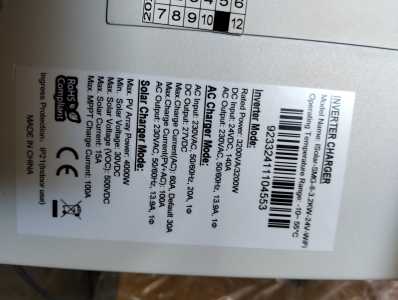 INVERTER CHARGER
Model Name: iSolar-SMG-II-3.2KW-24V-WiFi
Operating Temperature Range: -10~ 55°C
92332411104553
Inverter Mode:
Rated Power: 3200VA/3200W
DC Input: 24VDC, 140A
AC Output: 230VAC, 50/60Hz, 13.9A, 1Φ
AC Charger Mode:
AC Input: 230VAC, 50/60Hz, 20A, 1Φ
DC Output: 27VDC
Max.Charge Current(AC): 60A, Default 30A
Max.Charge Current(PV+AC): 100A
AC Output: 230VAC, 50/60Hz, 13.9A, 1Φ
Solar Charger Mode:
Max. PV Array Power: 4000W
Min. Solar Voltage: 30VDC
Max. Solar Voltage (VOC): 500VDC
Max. Solar Current: 15A
Max. MPPT Charge Current: 100A
RoHS
Compliant
CE
Ingress Protection: IP21(Indoor use)
MADE IN CHINA
6
7 8 9 10 12